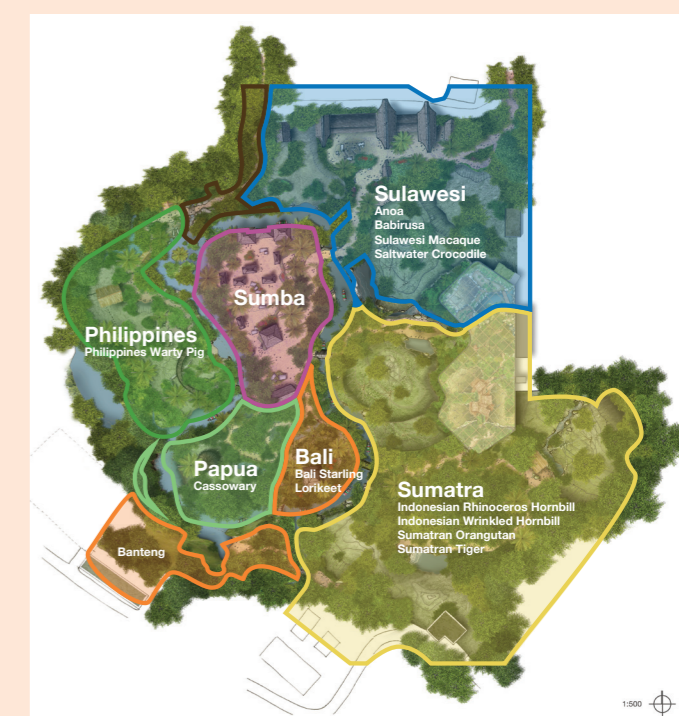 Sulawesi
Anoa
Babirusa
Sulawesi Macaque
Saltwater Crocodile
Sumba
Philippines
Philippines Warty Pig
Papua
Cassowary
Bali
Bali Starling
Lorikeet
Sumatra
Indonesian Rhinoceros Hornbill
Indonesian Wrinkled Hornbill
Sumatran Orangutan
Sumatran Tiger
Banteng
1:500